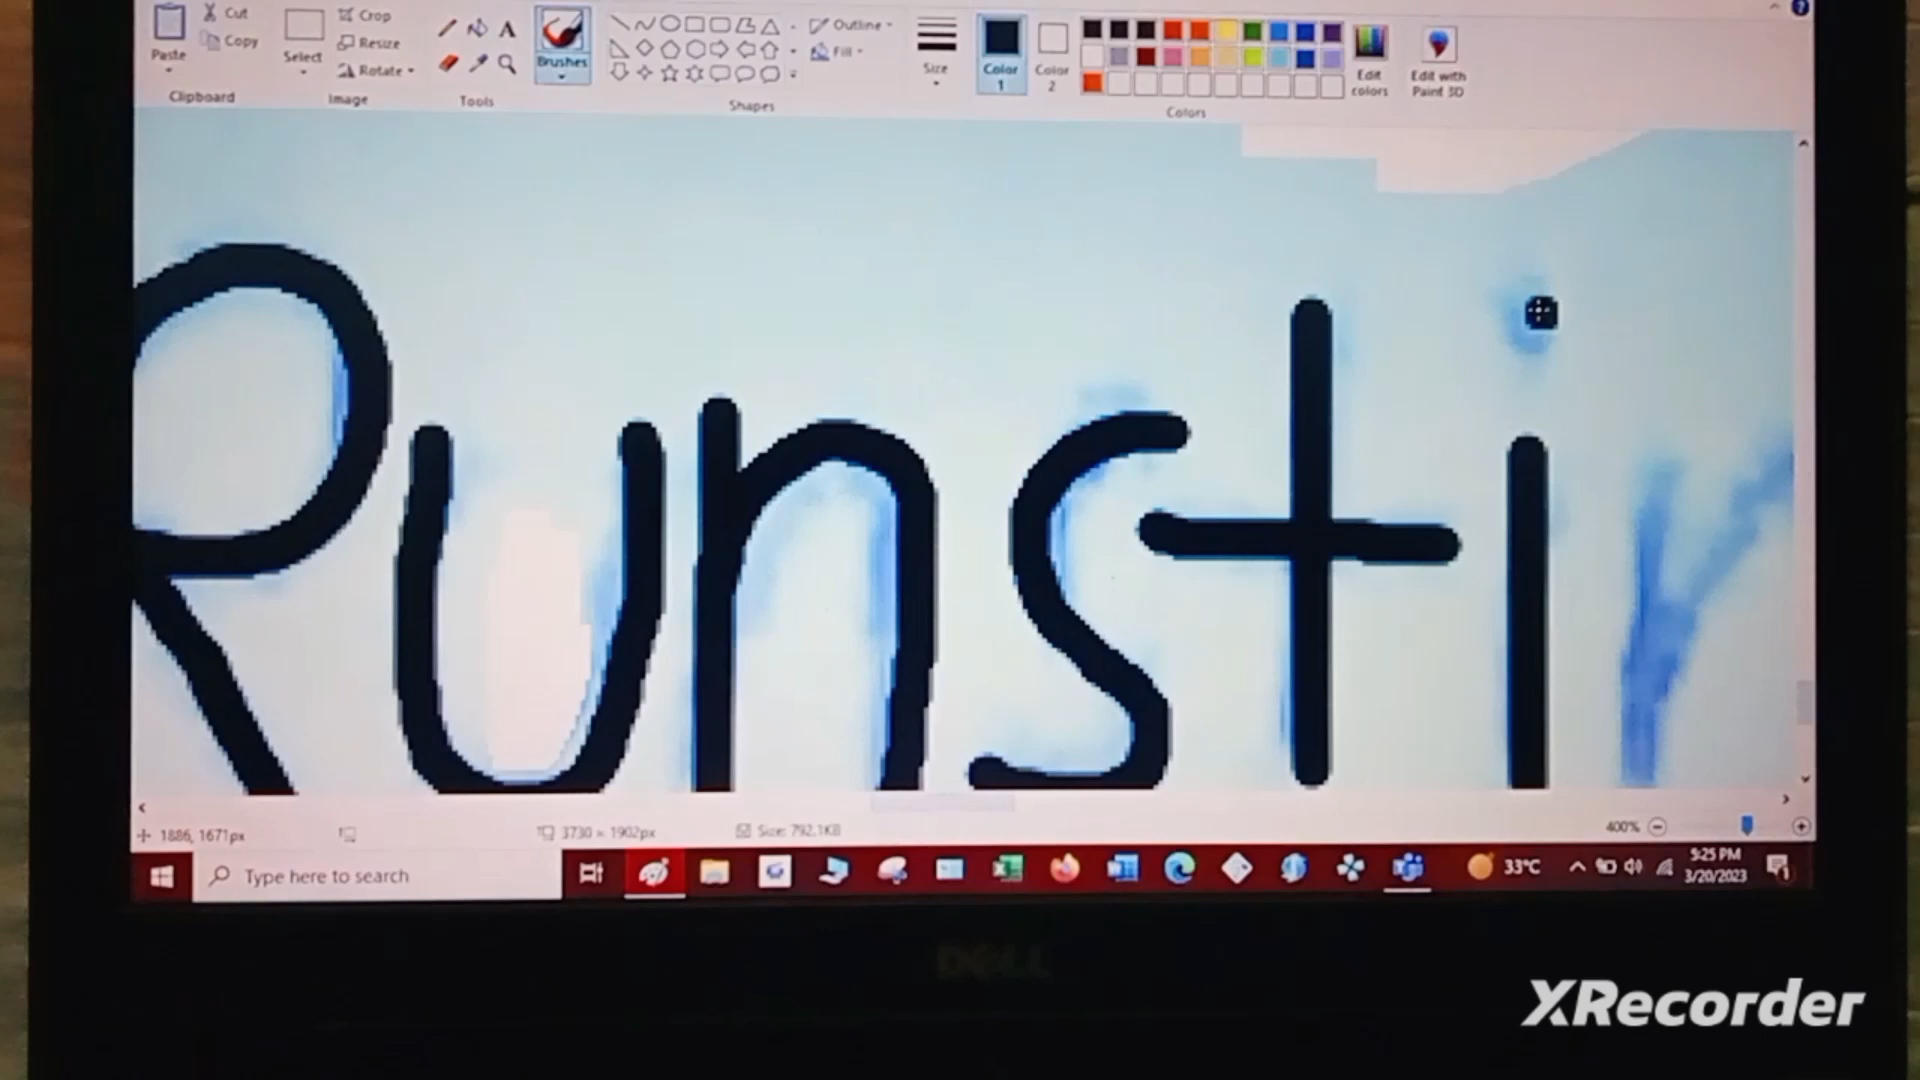 Cut
Crop
Outline
Copy
Resize
Fill
Paste
Select
Rotate
Brushes
Size
Color 1
Color 2
Edit colors
Edit with Paint 3D
Clipboard
Image
Tools
Shapes
Colors
A
Runstir
1886, 1671px
3730 × 1902px
Size: 792.1KB
400%
Type here to search
33°C
5:25 PM
3/20/2023
DELL
XRecorder